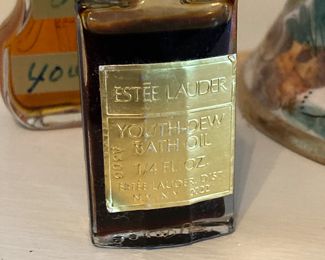 ESTĒE LAUDER
YOUTH-DEW
BATH OIL
1/4 FL. OZ.
ESTĒE LAUDER, DIST.
N.Y., N.Y. 10022
YOU